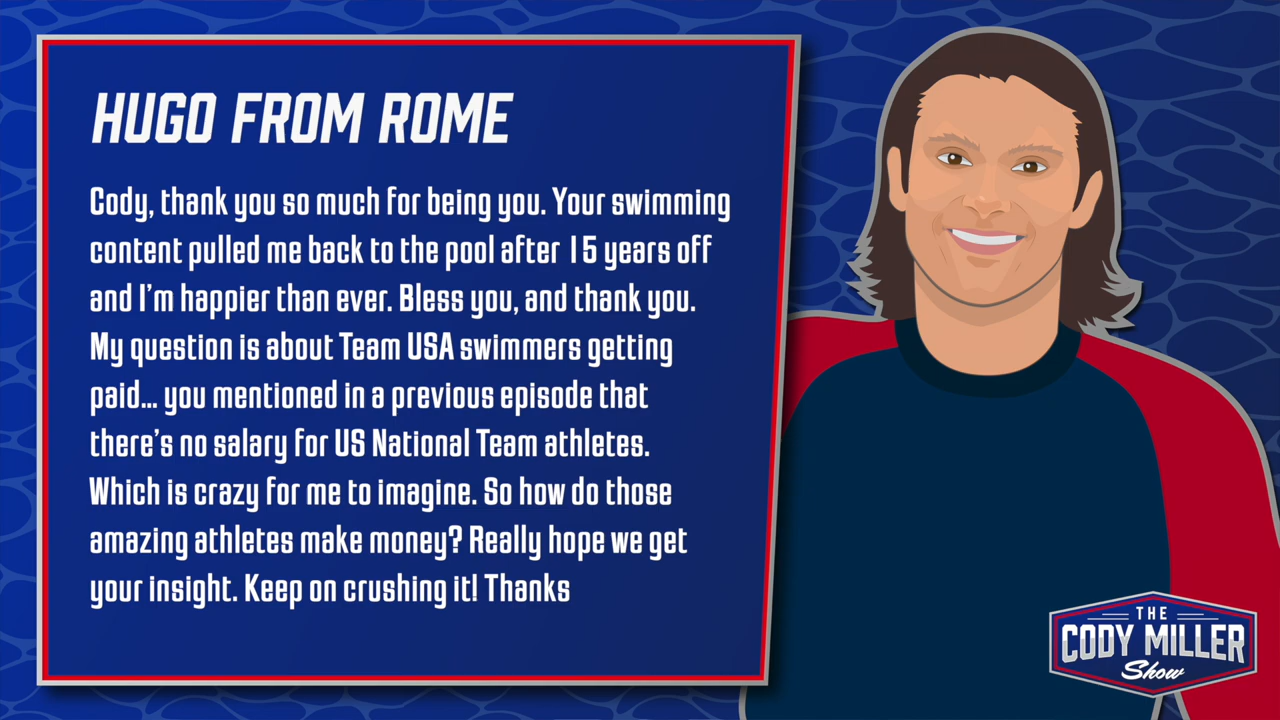 HUGO FROM ROME
Cody, thank you so much for being you. Your swimming
content pulled me back to the pool after 15 years off
and I'm happier than ever. Bless you, and thank you.
My question is about Team USA swimmers getting
paid... you mentioned in a previous episode that
there's no salary for US National Team athletes.
Which is crazy for me to imagine. So how do those
amazing athletes make money? Really hope we get
your insight. Keep on crushing it! Thanks
THE
CODY MILLER
Show